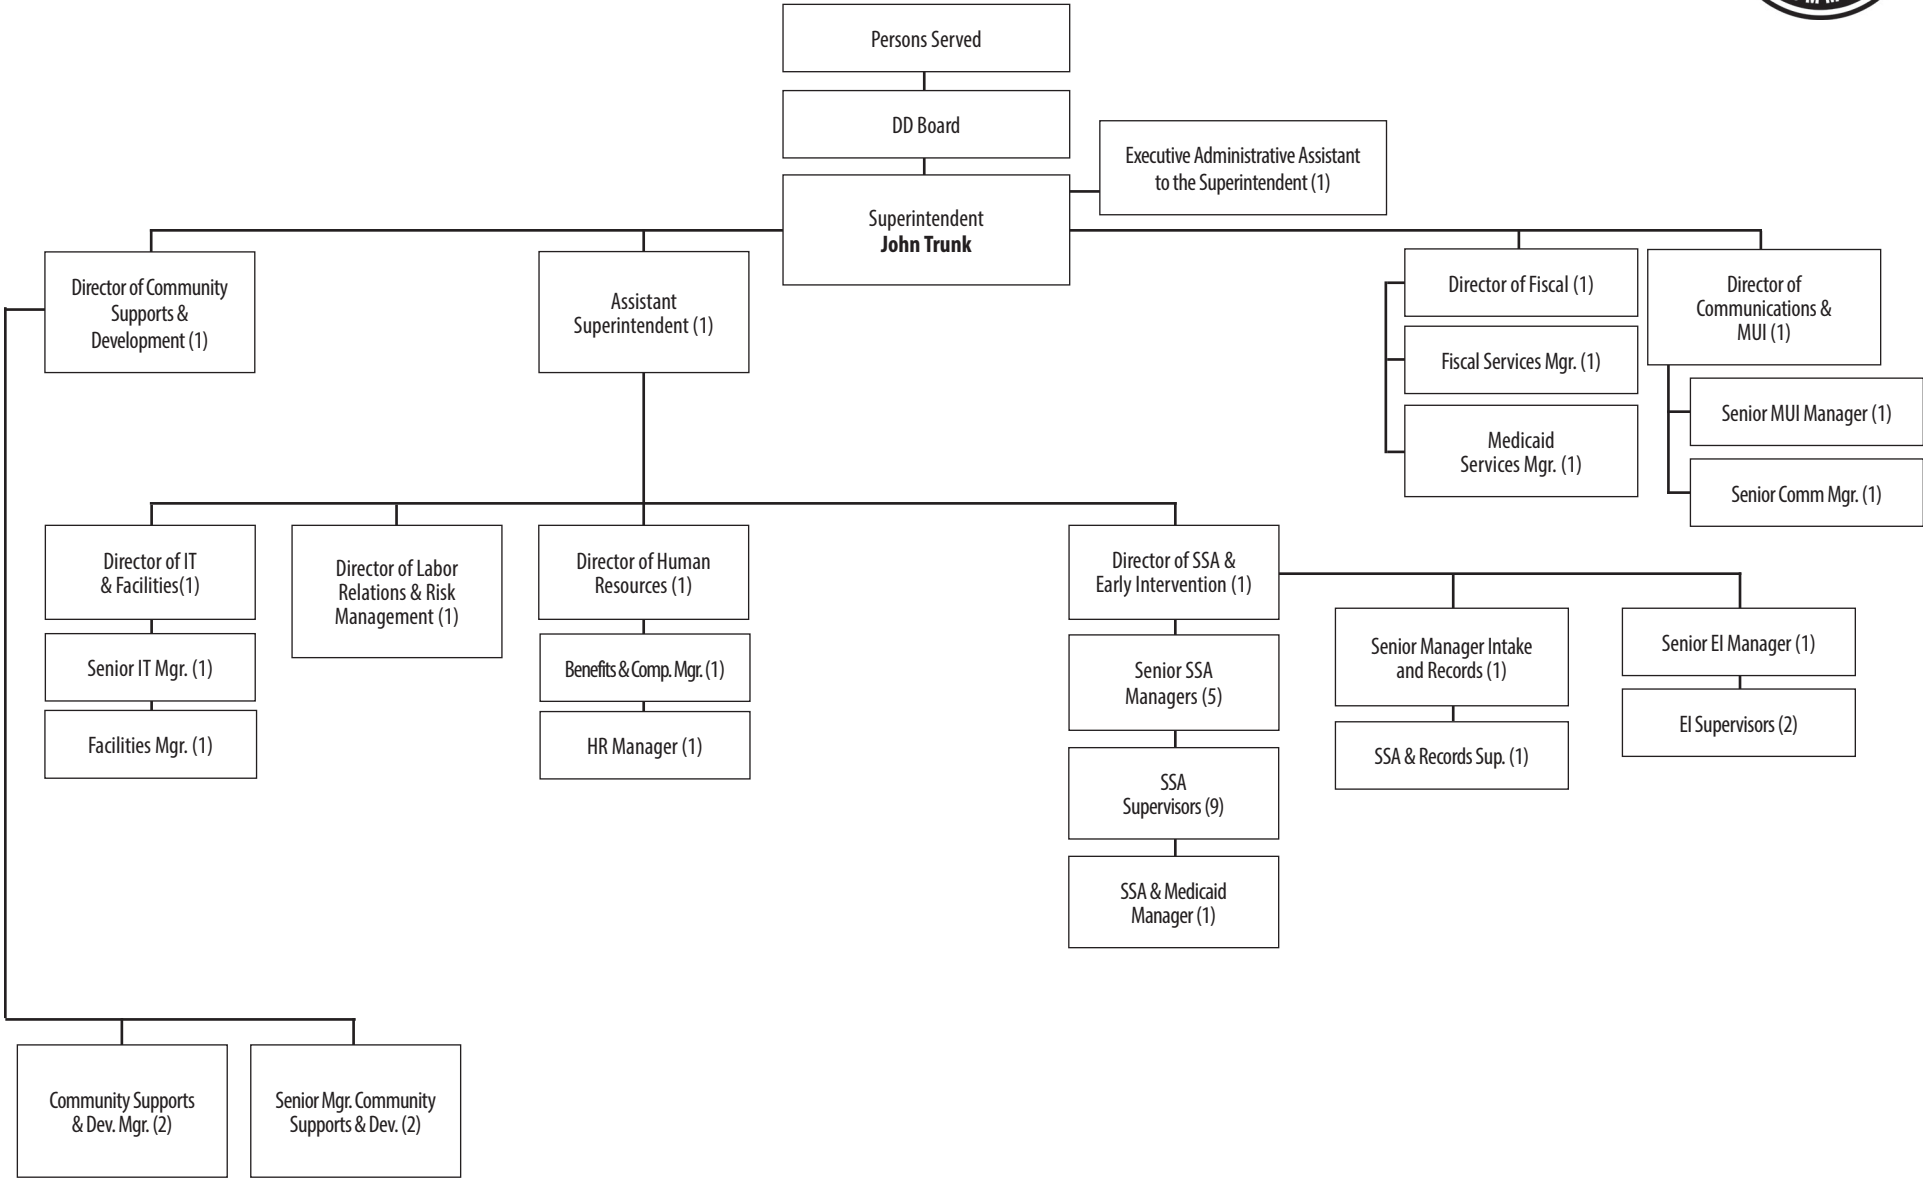 Persons Served
DD Board
Executive Administrative Assistant
to the Superintendent (1)
Superintendent
John Trunk
Director of Community
Supports &
Development (1)
Assistant
Superintendent (1)
Director of Fiscal (1)
Fiscal Services Mgr. (1)
Medicaid
Services Mgr. (1)
Director of
Communications &
MUI (1)
Senior MUI Manager (1)
Senior Comm Mgr. (1)
Director of IT
& Facilities(1)
Senior IT Mgr. (1)
Facilities Mgr. (1)
Director of Labor
Relations & Risk
Management (1)
Director of Human
Resources (1)
Benefits & Comp. Mgr. (1)
HR Manager (1)
Director of SSA &
Early Intervention (1)
Senior SSA
Managers (5)
SSA
Supervisors (9)
SSA & Medicaid
Manager (1)
Senior Manager Intake
and Records (1)
SSA & Records Sup. (1)
Senior EI Manager (1)
EI Supervisors (2)
Community Supports
& Dev. Mgr. (2)
Senior Mgr. Community
Supports & Dev. (2)